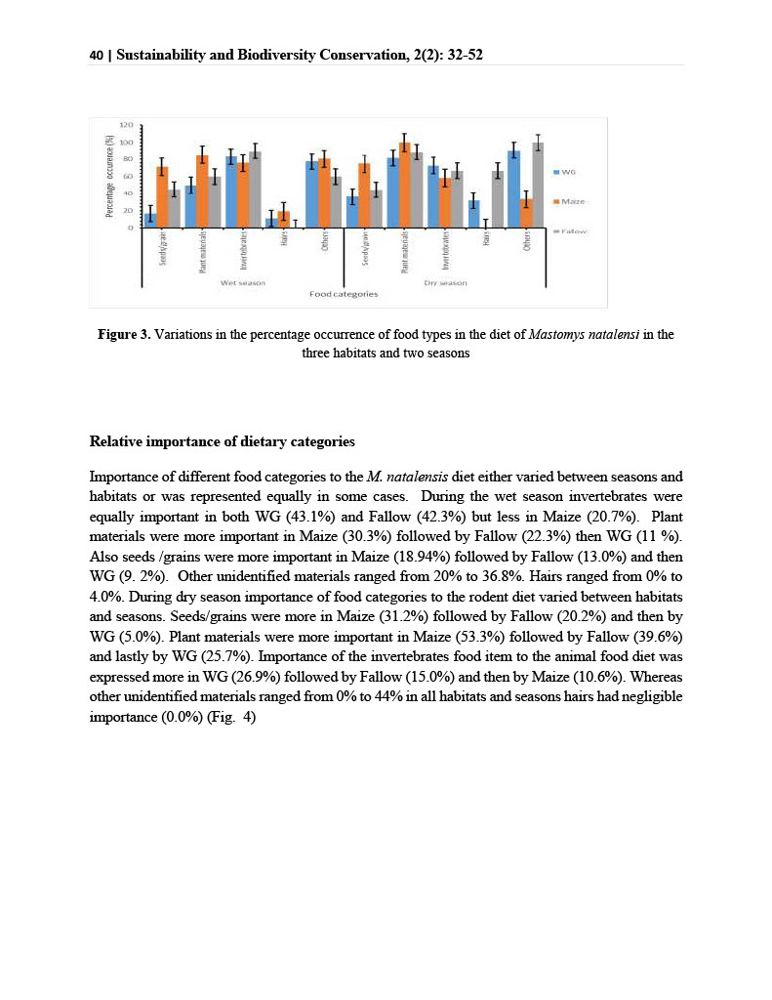 40 | Sustainability and Biodiversity Conservation, 2(2): 32-52
120
100
80
60
40
20
0
Percentage occurence (%)
Seeds/grain
Plant materials
Invertebrates
Hairs
Others
Seeds/grain
Plant materials
Invertebrates
Hairs
Others
Wet season
Dry season
Food categories
WG
Maize
Fallow
Figure 3. Variations in the percentage occurrence of food types in the diet of Mastomys natalensi in the
three habitats and two seasons
Relative importance of dietary categories
Importance of different food categories to the M. natalensis diet either varied between seasons and
habitats or was represented equally in some cases. During the wet season invertebrates were
equally important in both WG (43.1%) and Fallow (42.3%) but less in Maize (20.7%). Plant
materials were more important in Maize (30.3%) followed by Fallow (22.3%) then WG (11 %).
Also seeds /grains were more important in Maize (18.94%) followed by Fallow (13.0%) and then
WG (9. 2%). Other unidentified materials ranged from 20% to 36.8%. Hairs ranged from 0% to
4.0%. During dry season importance of food categories to the rodent diet varied between habitats
and seasons. Seeds/grains were more in Maize (31.2%) followed by Fallow (20.2%) and then by
WG (5.0%). Plant materials were more important in Maize (53.3%) followed by Fallow (39.6%)
and lastly by WG (25.7%). Importance of the invertebrates food item to the animal food diet was
expressed more in WG (26.9%) followed by Fallow (15.0%) and then by Maize (10.6%). Whereas
other unidentified materials ranged from 0% to 44% in all habitats and seasons hairs had negligible
importance (0.0%) (Fig. 4)